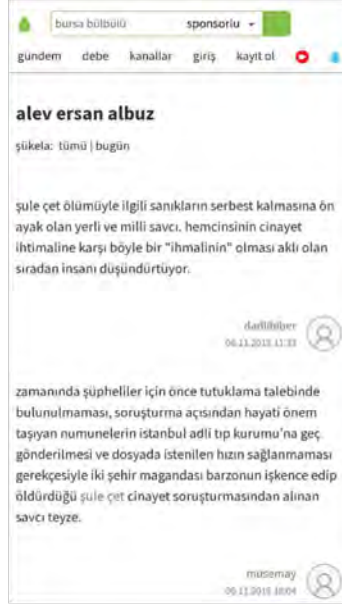 bursa bülbülü sponsorlu
gündem debe kanallar giriş kayıt ol
alev ersan albuz
şükela: tümü | bugün
şule çet ölümüyle ilgili sanıkların serbest kalmasına ön
ayak olan yerli ve milli savcı. hemcinsinin cinayet
ihtimaline karşı böyle bir "ihmalinin" olması aklı olan
sıradan insanı düşündürtüyor.
06.11.2018 11:33
zamanında şüpheliler için önce tutuklama talebinde
bulunulmaması, soruşturma açısından hayati önem
taşıyan numunelerin istanbul adli tıp kurumu'na geç
gönderilmesi ve dosyada istenilen hızın sağlanmaması
gerekçesiyle iki şehir magandası barzonun işkence edip
öldürdüğü şule çet cinayet soruşturmasından alınan
savcı teyze.
müsemay
06.11.2018 18:04